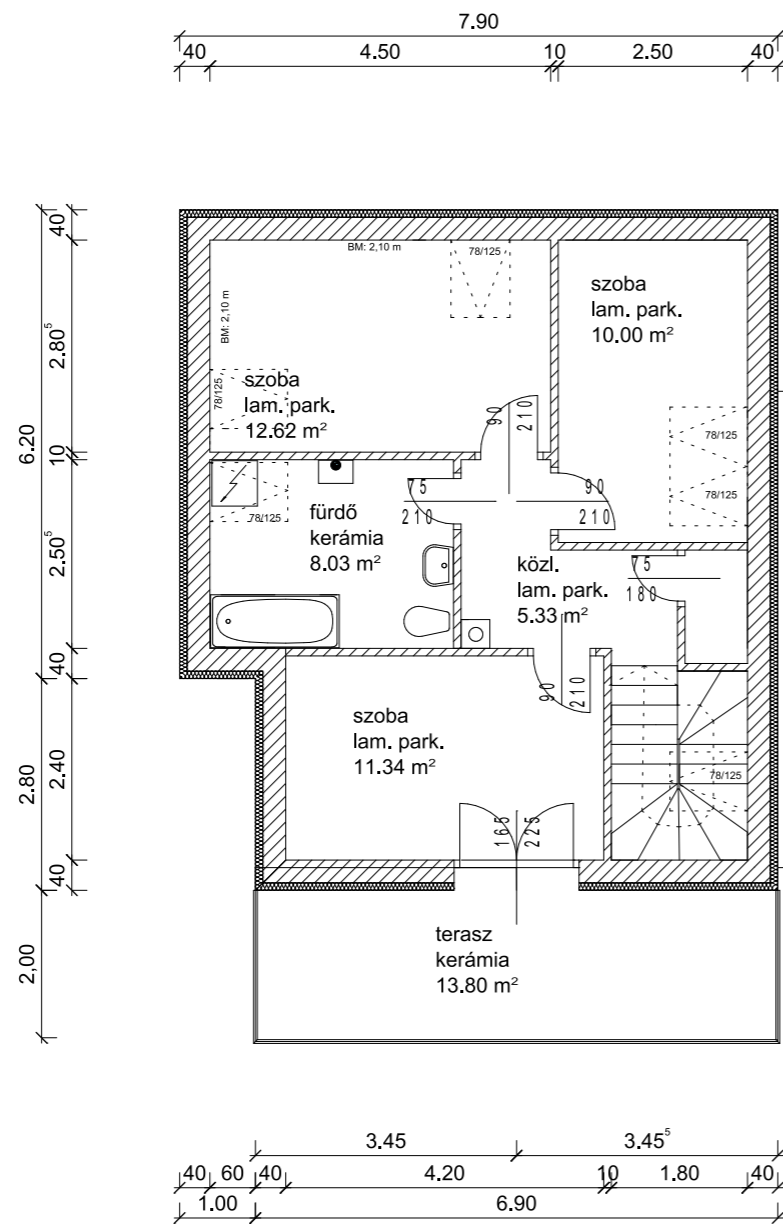 7.90
40 4.50 10 2.50 40
40
2.80⁵
6.20
10
2.50⁵
40
2.80
2.40
40
2,00
BM: 2,10 m
78/125
BM: 2,10 m
78/125
szoba
lam. park.
12.62 m²
szoba
lam. park.
10.00 m²
90
210
78/125
78/125
75
210
90
210
78/125
fürdő
kerámia
8.03 m²
közl.
lam. park.
5.33 m²
75
180
90
210
szoba
lam. park.
11.34 m²
78/125
165
225
terasz
kerámia
13.80 m²
3.45 3.45⁵
40 60 40 4.20 10 1.80 40
1.00 6.90